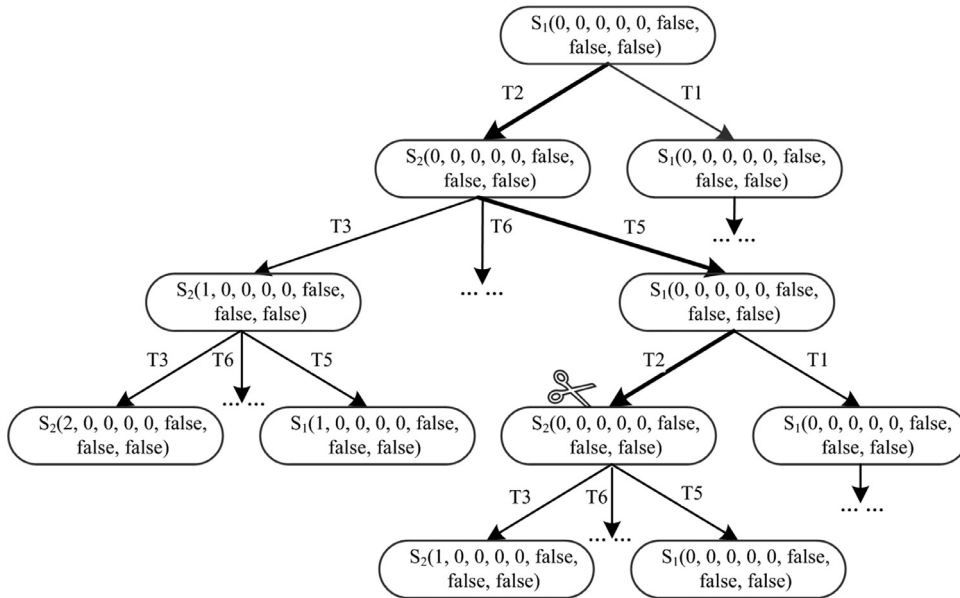 S₁(0, 0, 0, 0, 0, false,
false, false)
T2
T1
S₂(0, 0, 0, 0, 0, false,
false, false)
S₁(0, 0, 0, 0, 0, false,
false, false)
T3
T6
T5
... ...
... ...
S₂(1, 0, 0, 0, 0, false,
false, false)
S₁(0, 0, 0, 0, 0, false,
false, false)
T3
T6
T5
T2
T1
... ...
S₂(2, 0, 0, 0, 0, false,
false, false)
S₁(1, 0, 0, 0, 0, false,
false, false)
S₂(0, 0, 0, 0, 0, false,
false, false)
S₁(0, 0, 0, 0, 0, false,
false, false)
T3
T6
T5
... ...
... ...
S₂(1, 0, 0, 0, 0, false,
false, false)
S₁(0, 0, 0, 0, 0, false,
false, false)